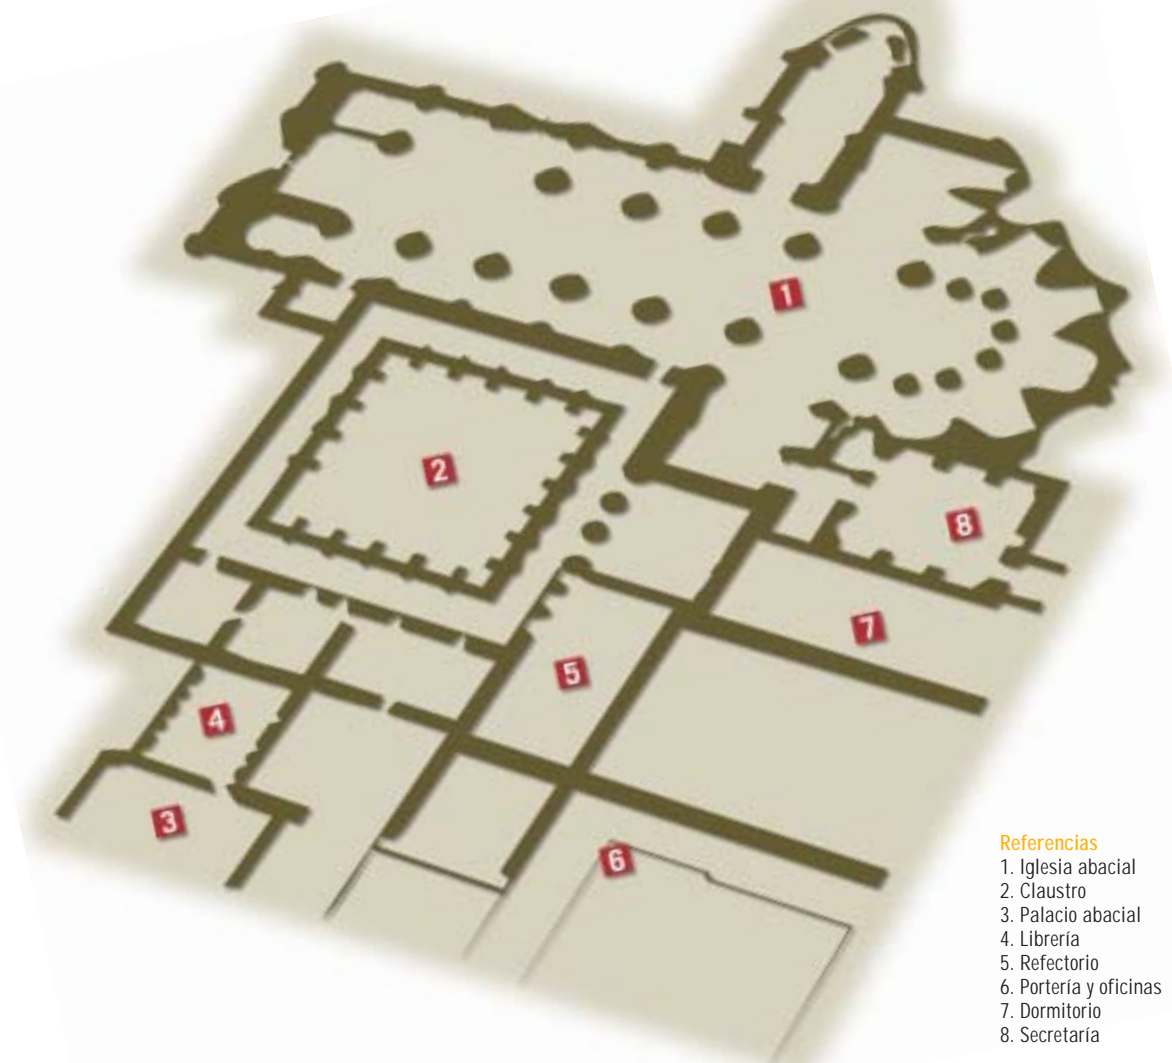 1
2
8
7
5
4
3
6
Referencias
1. Iglesia abacial
2. Claustro
3. Palacio abacial
4. Librería
5. Refectorio
6. Portería y oficinas
7. Dormitorio
8. Secretaría